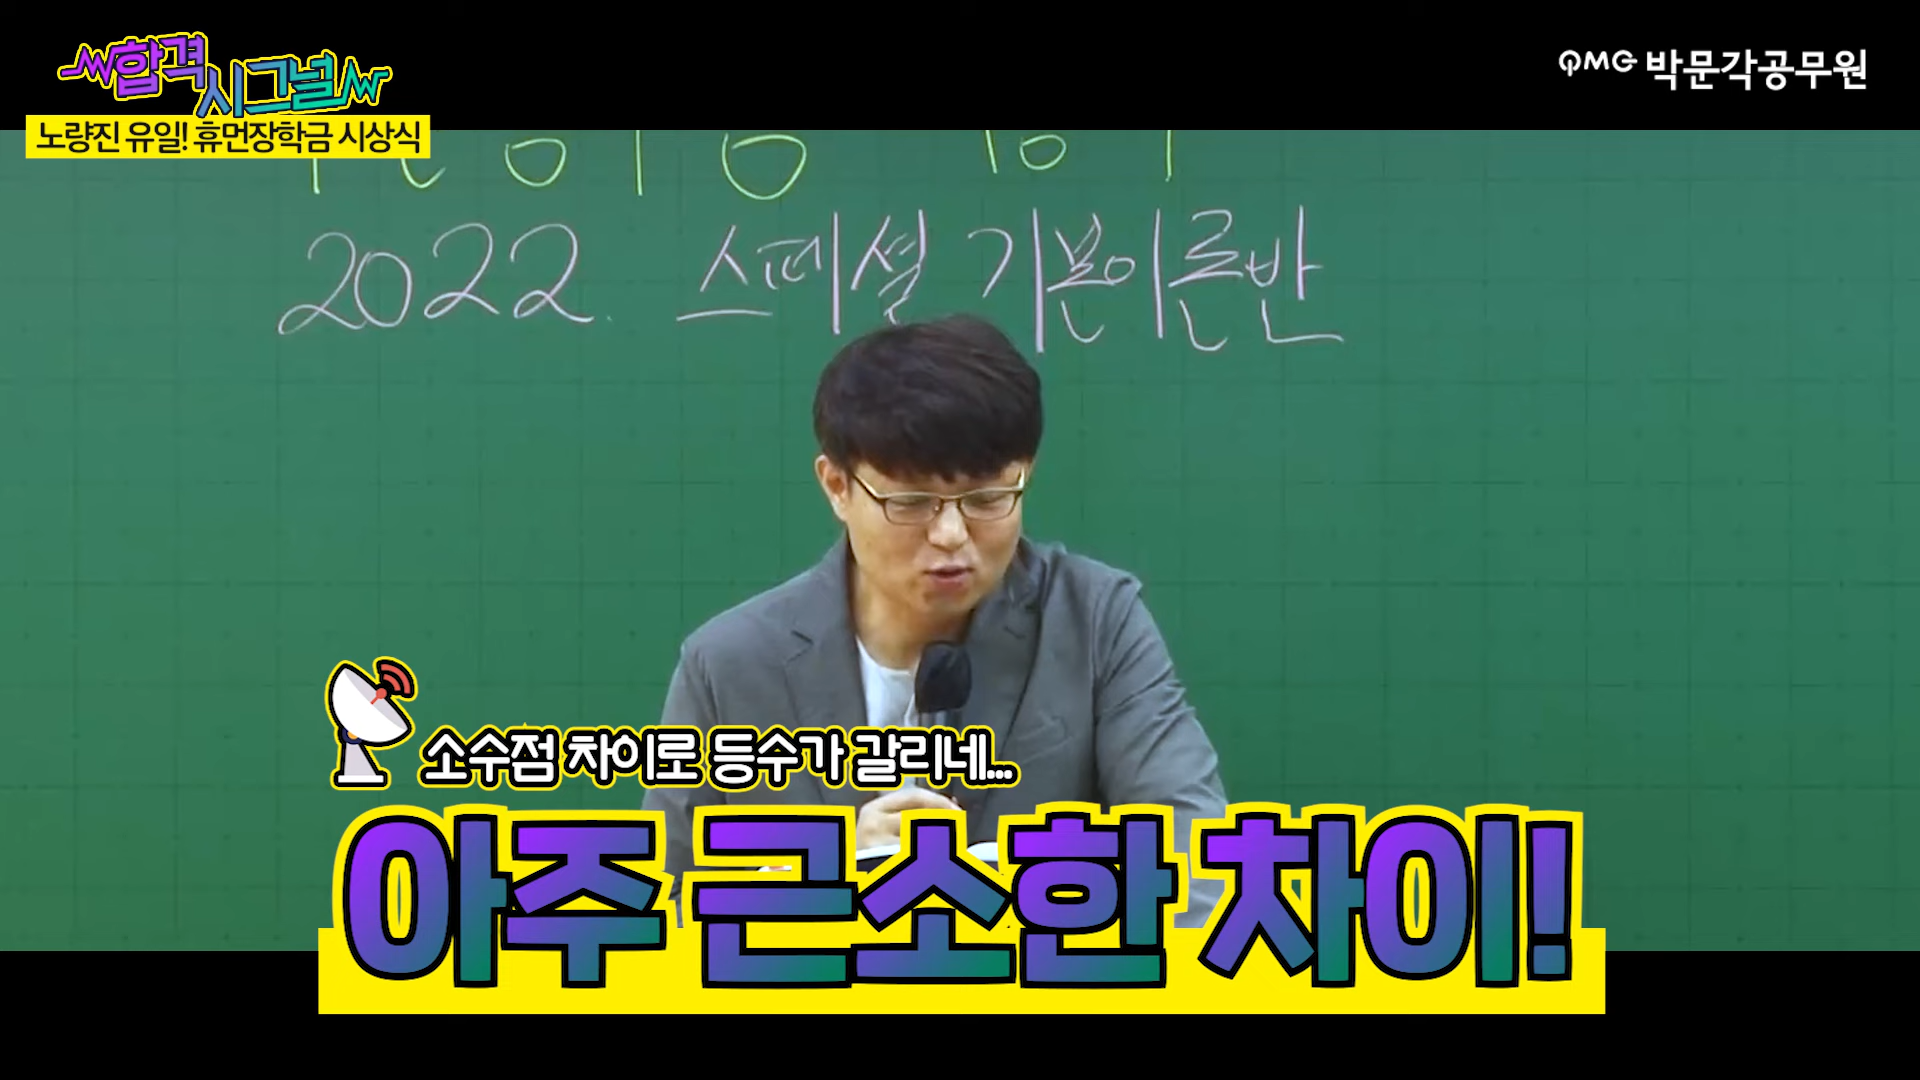 합격
시그널
PMG 박문각공무원
노량진 유일! 휴먼장학금 시상식
2022. 스페셜 기본이론반
소수점 차이로 등수가 갈리네...
아주 근소한 차이!